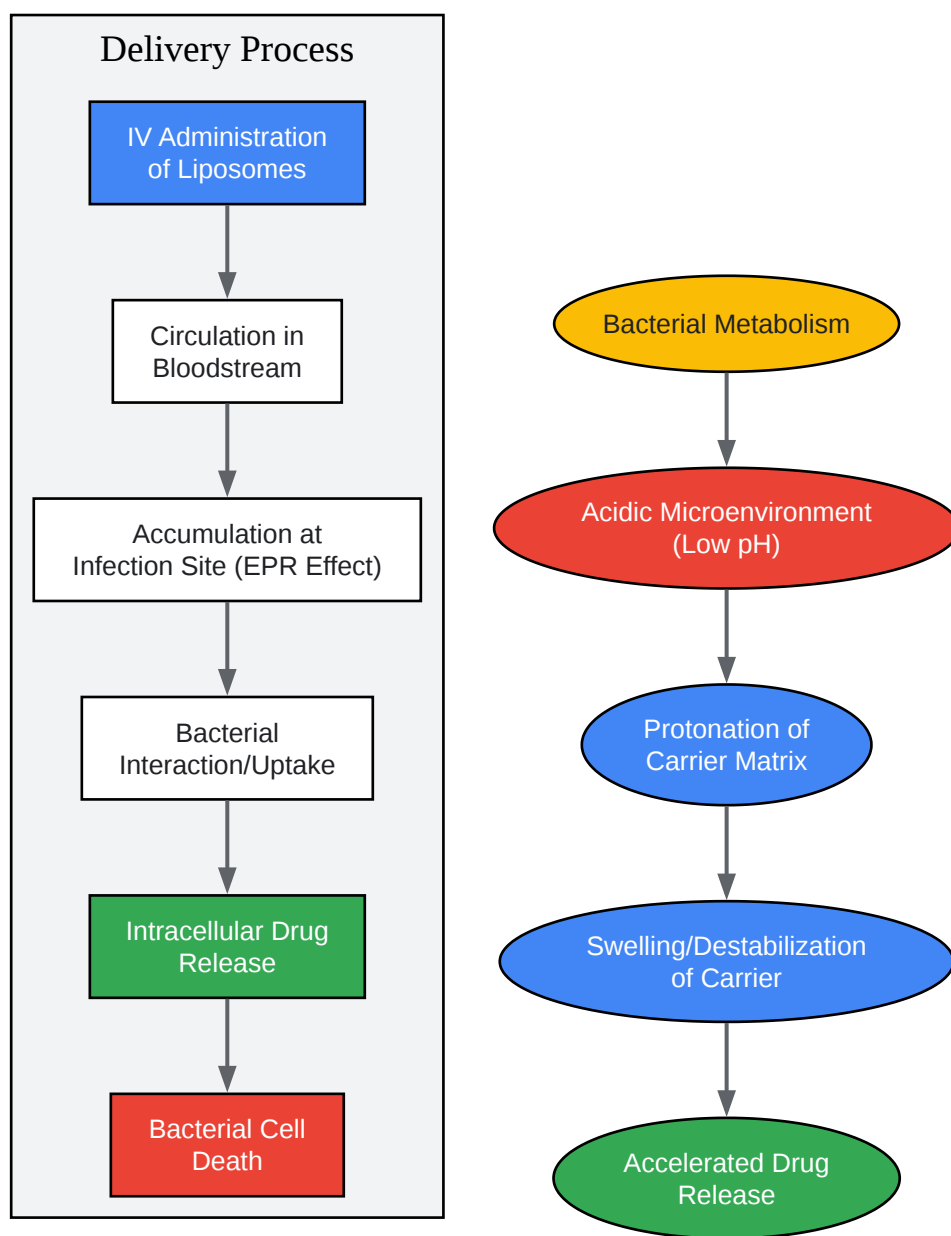 Delivery Process
IV Administration
of Liposomes
Circulation in
Bloodstream
Accumulation at
Infection Site (EPR Effect)
Bacterial
Interaction/Uptake
Intracellular Drug
Release
Bacterial Cell
Death
Bacterial Metabolism
Acidic Microenvironment
(Low pH)
Protonation of
Carrier Matrix
Swelling/Destabilization
of Carrier
Accelerated Drug
Release